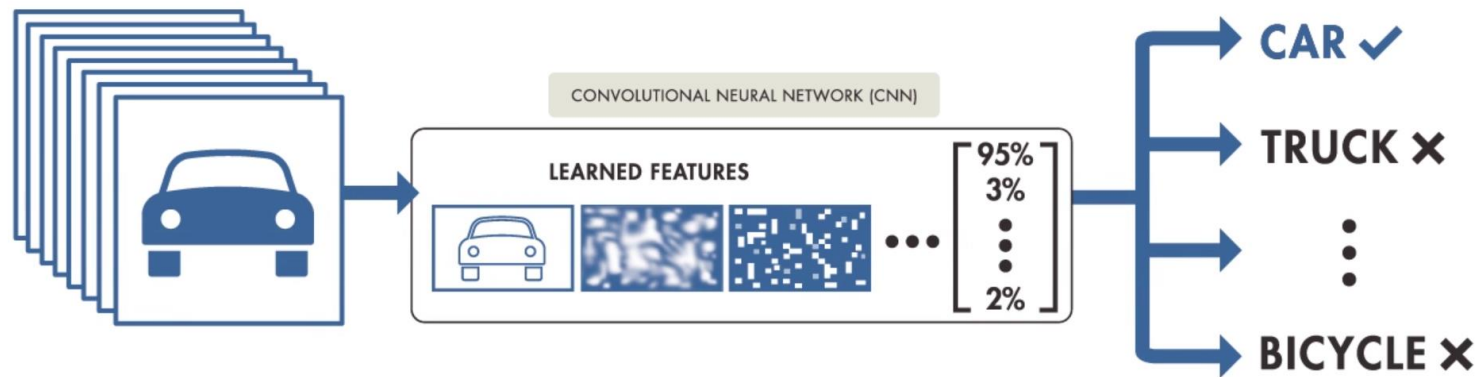 CONVOLUTIONAL NEURAL NETWORK (CNN)
LEARNED FEATURES
95%
3%
2%
CAR
TRUCK
BICYCLE